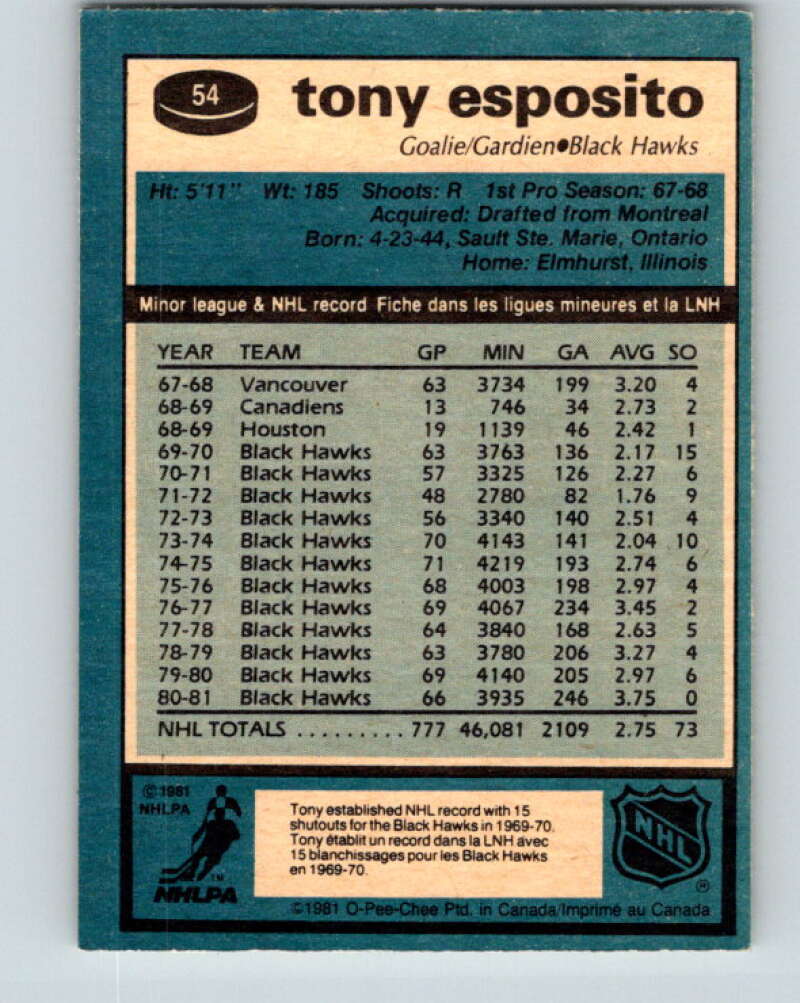 54
tony esposito
Goalie/Gardien●Black Hawks
Ht: 5'11" Wt: 185 Shoots: R 1st Pro Season: 67-68
Acquired: Drafted from Montreal
Born: 4-23-44, Sault Ste. Marie, Ontario
Home: Elmhurst, Illinois
Minor league & NHL record Fiche dans les ligues mineures et la LNH
YEAR TEAM GP MIN GA AVG SO
67-68 Vancouver 63 3734 199 3.20 4
68-69 Canadiens 13 746 34 2.73 2
68-69 Houston 19 1139 46 2.42 1
69-70 Black Hawks 63 3763 136 2.17 15
70-71 Black Hawks 57 3325 126 2.27 6
71-72 Black Hawks 48 2780 82 1.76 9
72-73 Black Hawks 56 3340 140 2.51 4
73-74 Black Hawks 70 4143 141 2.04 10
74-75 Black Hawks 71 4219 193 2.74 6
75-76 Black Hawks 68 4003 198 2.97 4
76-77 Black Hawks 69 4067 234 3.45 2
77-78 Black Hawks 64 3840 168 2.63 5
78-79 Black Hawks 63 3780 206 3.27 4
79-80 Black Hawks 69 4140 205 2.97 6
80-81 Black Hawks 66 3935 246 3.75 0
NHL TOTALS ......... 777 46,081 2109 2.75 73
© 1981
NHLPA
TM
NHLPA
Tony established NHL record with 15
shutouts for the Black Hawks in 1969-70.
Tony établit un record dans la LNH avec
15 blanchissages pour les Black Hawks
en 1969-70.
NHL
®
©1981 O-Pee-Chee Ptd. in Canada/Imprimé au Canada